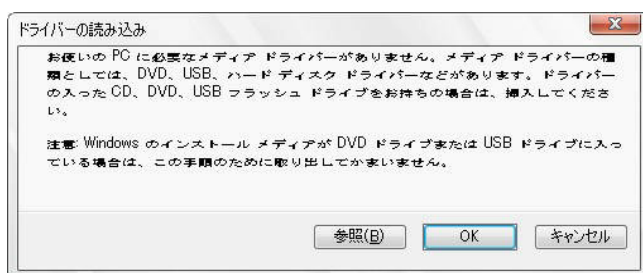 ドライバーの読み込み
お使いの PC に必要なメディア ドライバーがありません。メディア ドライバーの種
類としては、DVD、USB、ハード ディスク ドライバーなどがあります。ドライバー
の入った CD、DVD、USB フラッシュ ドライブをお持ちの場合は、挿入してくださ
い。
注意: Windows のインストール メディアが DVD ドライブまたは USB ドライブに入っ
ている場合は、この手順のために取り出してかまいません。
参照(B)
OK
キャンセル